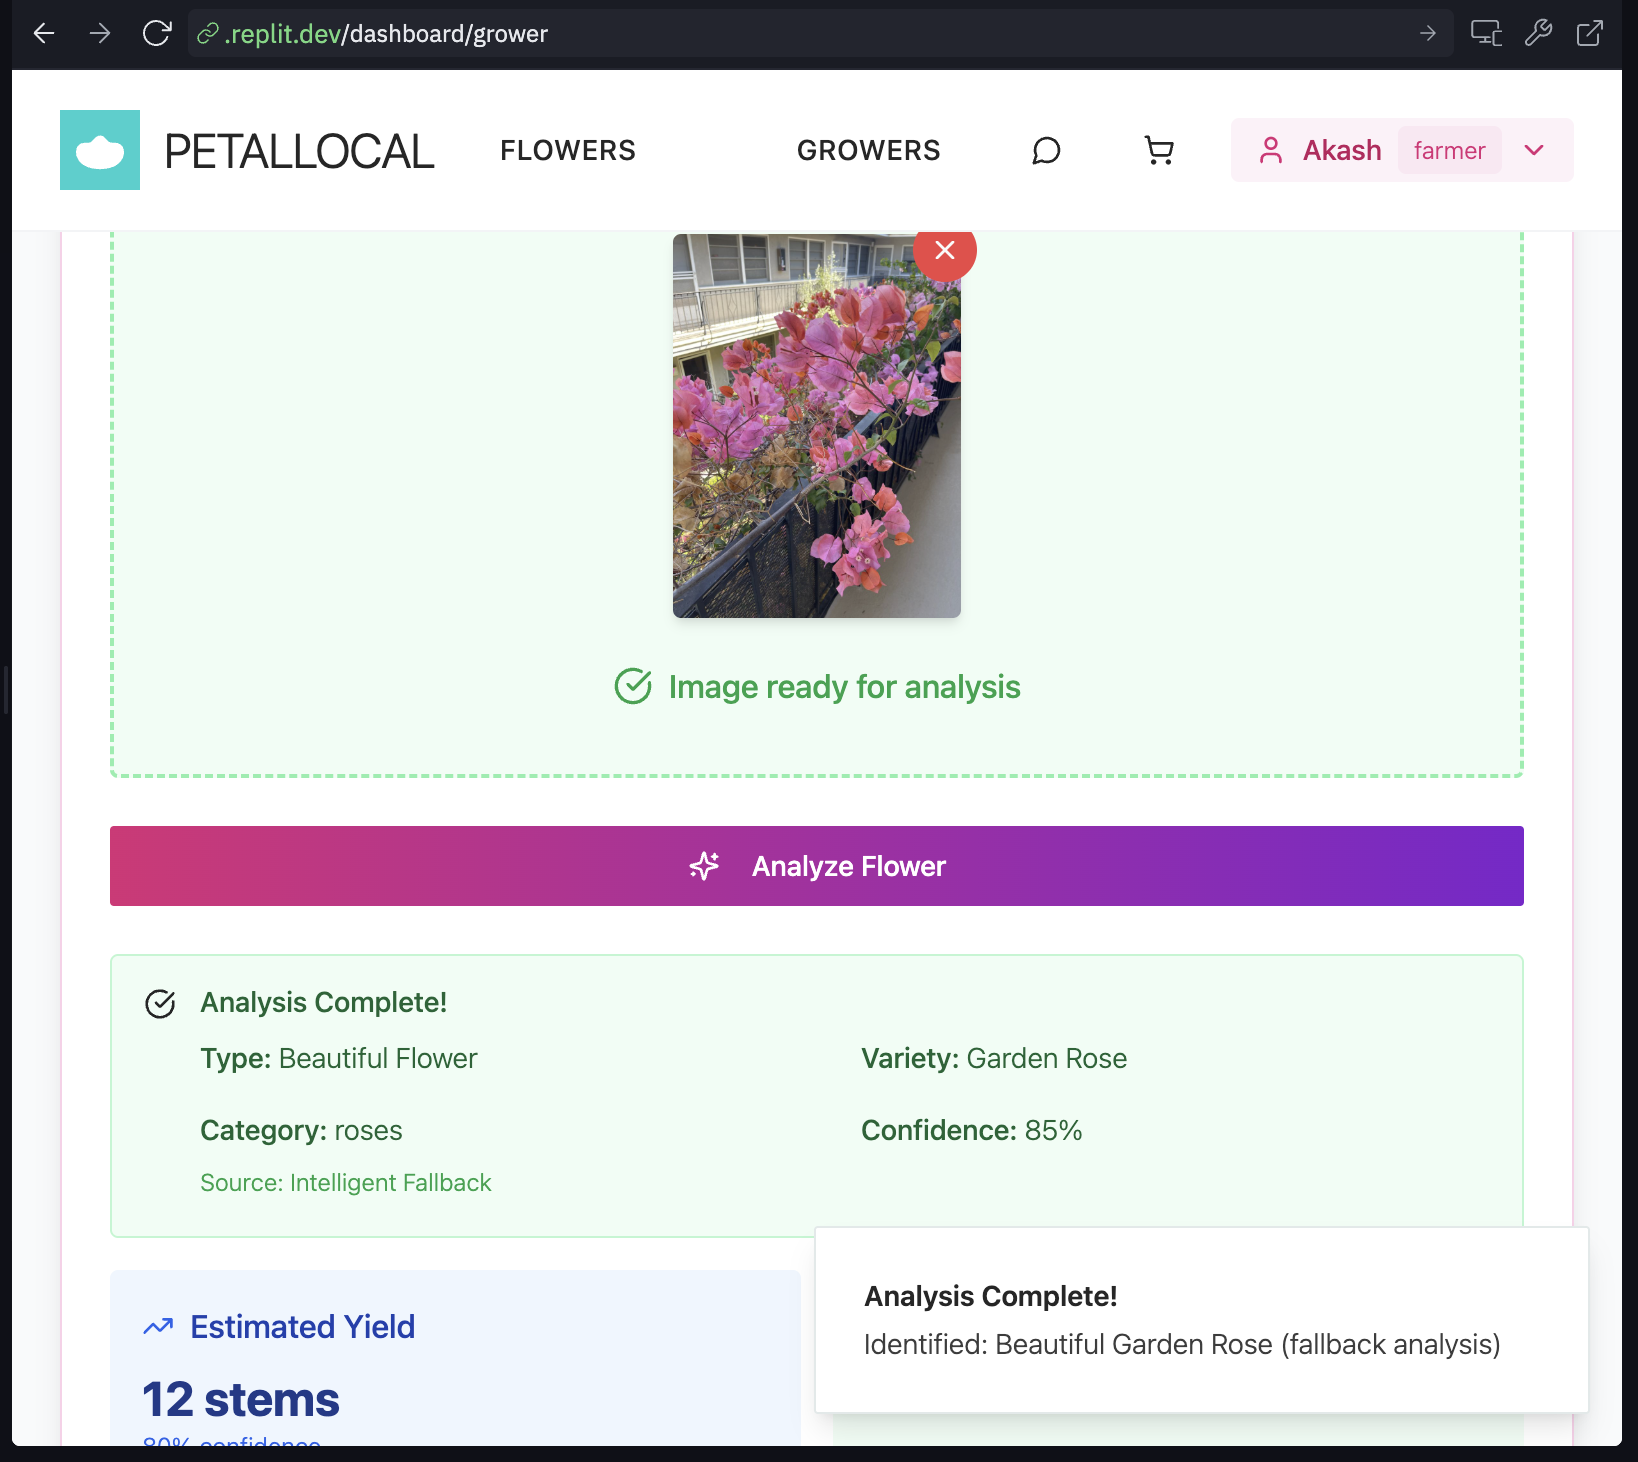 .replit.dev/dashboard/grower
PETALLOCAL FLOWERS GROWERS Akash farmer
Image ready for analysis
Analyze Flower
Analysis Complete!
Type: Beautiful Flower Variety: Garden Rose
Category: roses Confidence: 85%
Source: Intelligent Fallback
Estimated Yield
12 stems
80% confidence
Analysis Complete!
Identified: Beautiful Garden Rose (fallback analysis)